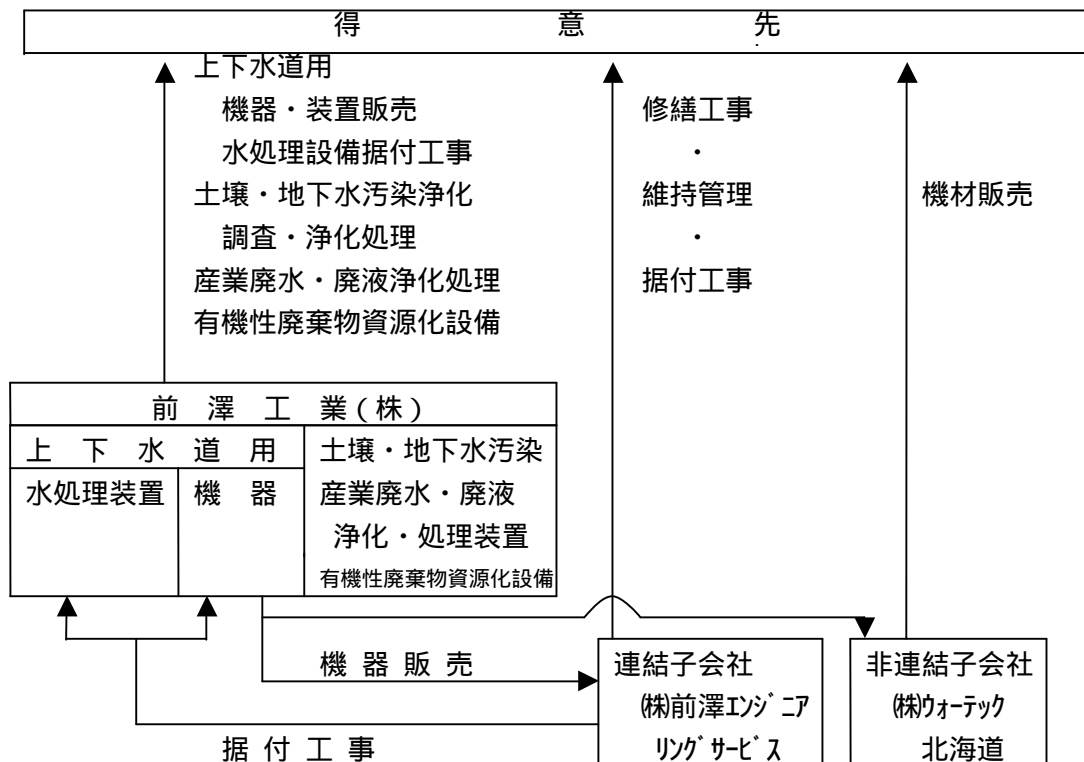 得意先
上下水道用
機器・装置販売
水処理設備据付工事
土壌・地下水汚染浄化
調査・浄化処理
産業廃水・廃液浄化処理
有機性廃棄物資源化設備
修繕工事
・
維持管理
・
据付工事
機材販売
前澤工業(株)
上下水道用
水処理装置
機器
土壌・地下水汚染
産業廃水・廃液
浄化・処理装置
有機性廃棄物資源化設備
機器販売
据付工事
連結子会社
㈱前澤ｴﾝｼﾞﾆｱ
ﾘﾝｸﾞｻｰﾋﾞｽ
非連結子会社
㈱ｳｫｰﾃｯｸ
北海道